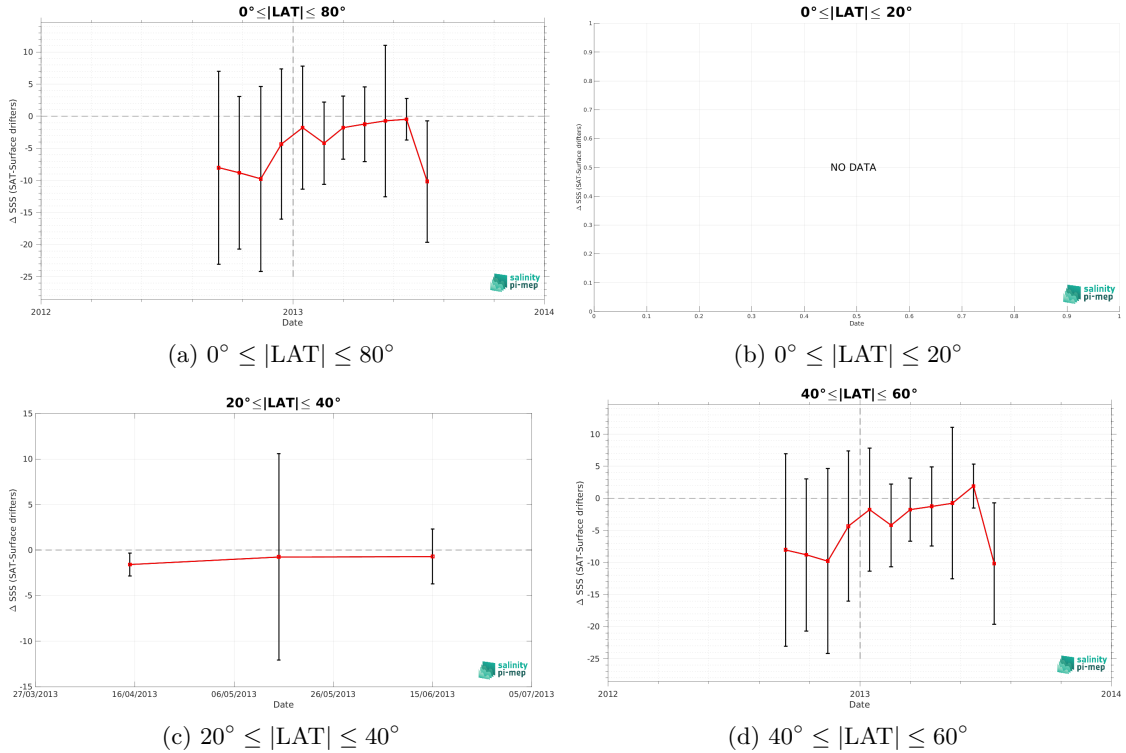 0°≤|LAT|≤ 80°
10
5
0
-5
-10
-15
-20
-25
Δ SSS (SAT-Surface drifters)
2012
2013
2014
Date
salinity
pi-mep
(a) 0° ≤ |LAT| ≤ 80°
0°≤|LAT|≤ 20°
1
0.9
0.8
0.7
0.6
0.5
0.4
0.3
0.2
0.1
0
Δ SSS (SAT-Surface drifters)
NO DATA
0
0.1
0.2
0.3
0.4
0.5
0.6
0.7
0.8
0.9
1
Date
salinity
pi-mep
(b) 0° ≤ |LAT| ≤ 20°
20°≤|LAT|≤ 40°
15
10
5
0
-5
-10
-15
Δ SSS (SAT-Surface drifters)
27/03/2013
16/04/2013
06/05/2013
26/05/2013
15/06/2013
05/07/2013
Date
salinity
pi-mep
(c) 20° ≤ |LAT| ≤ 40°
40°≤|LAT|≤ 60°
10
5
0
-5
-10
-15
-20
-25
Δ SSS (SAT-Surface drifters)
2012
2013
2014
Date
salinity
pi-mep
(d) 40° ≤ |LAT| ≤ 60°